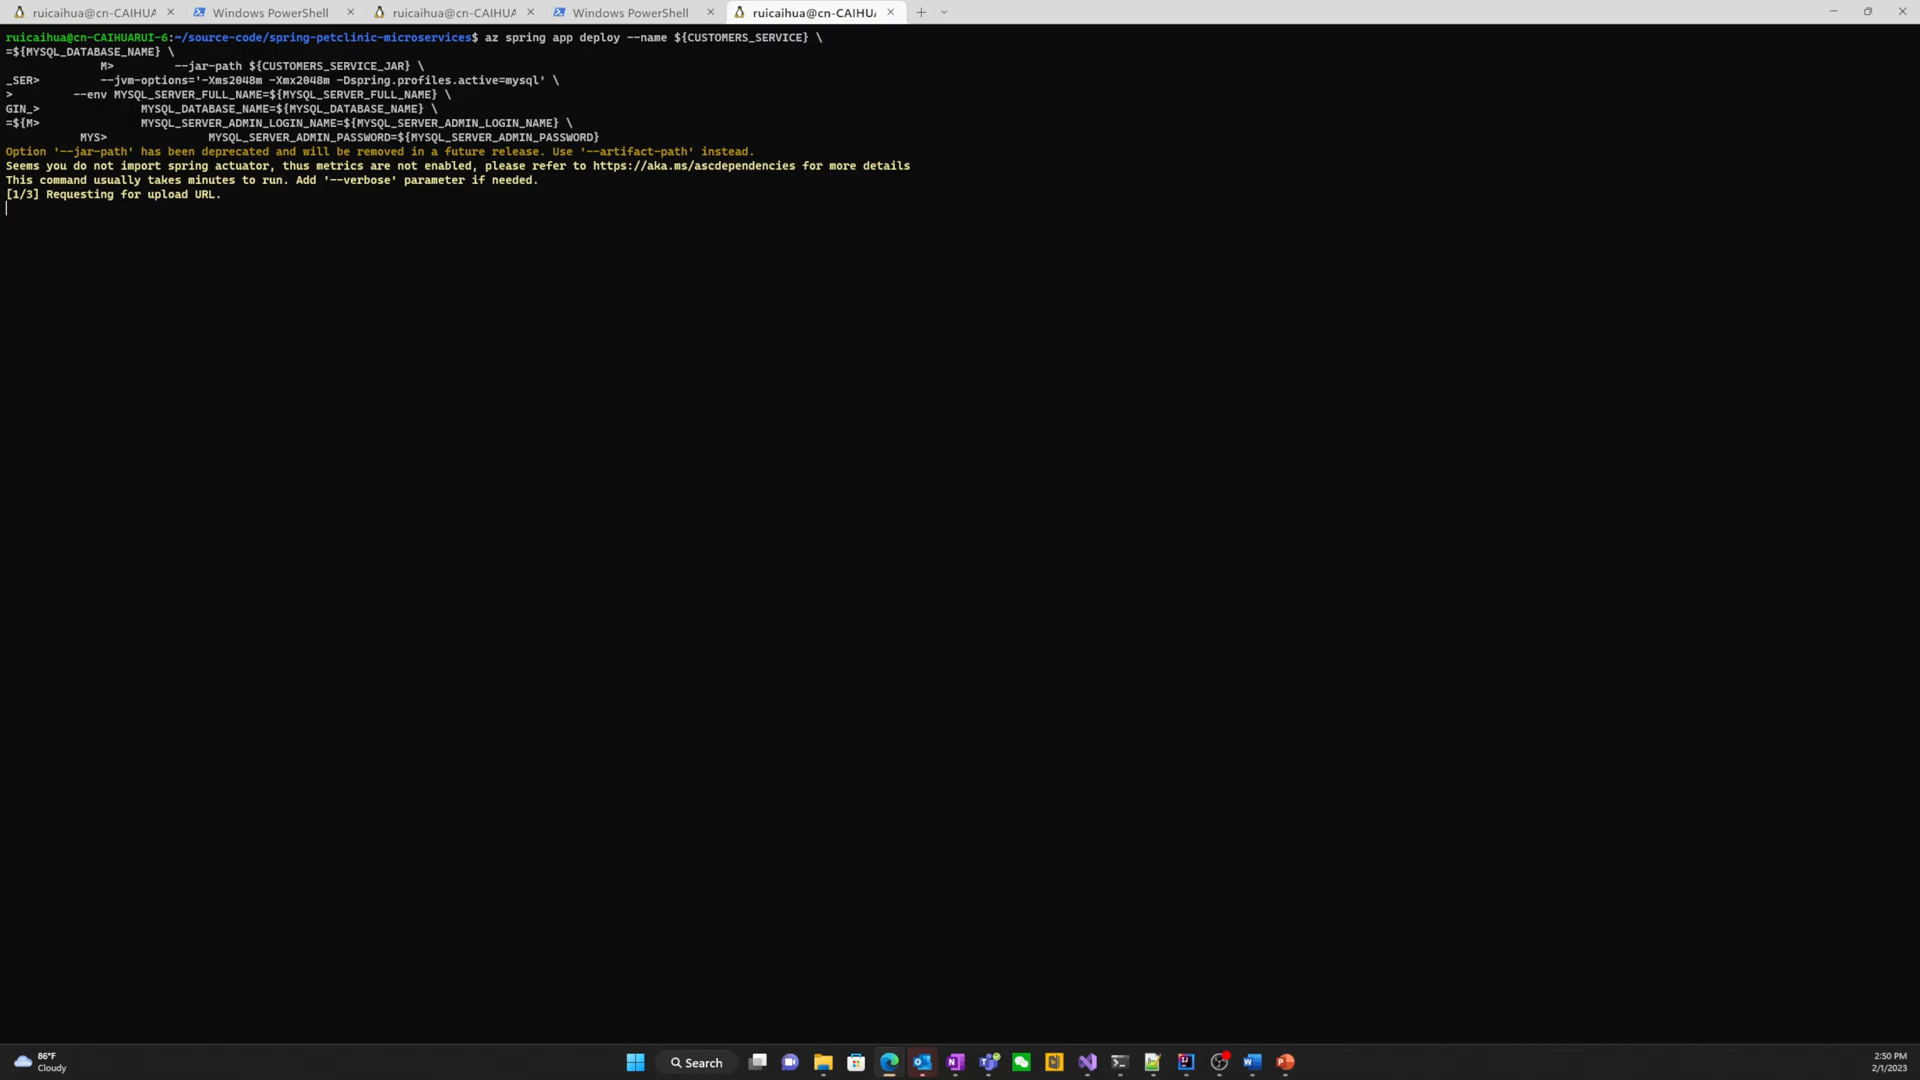 ruicaihua@cn-CAIHUA
Windows PowerShell
ruicaihua@cn-CAIHUA
Windows PowerShell
ruicaihua@cn-CAIHUA
ruicaihua@cn-CAIHUARUI-6:~/source-code/spring-petclinic-microservices$ az spring app deploy --name ${CUSTOMERS_SERVICE} \
=${MYSQL_DATABASE_NAME} \
M> --jar-path ${CUSTOMERS_SERVICE_JAR} \
_SER> --jvm-options='-Xms2048m -Xmx2048m -Dspring.profiles.active=mysql' \
> --env MYSQL_SERVER_FULL_NAME=${MYSQL_SERVER_FULL_NAME} \
GIN_> MYSQL_DATABASE_NAME=${MYSQL_DATABASE_NAME} \
=${M> MYSQL_SERVER_ADMIN_LOGIN_NAME=${MYSQL_SERVER_ADMIN_LOGIN_NAME} \
MYS> MYSQL_SERVER_ADMIN_PASSWORD=${MYSQL_SERVER_ADMIN_PASSWORD}
Option '--jar-path' has been deprecated and will be removed in a future release. Use '--artifact-path' instead.
Seems you do not import spring actuator, thus metrics are not enabled, please refer to https://aka.ms/ascdependencies for more details
This command usually takes minutes to run. Add '--verbose' parameter if needed.
[1/3] Requesting for upload URL.
86°F
Cloudy
Search
2:50 PM
2/1/2023